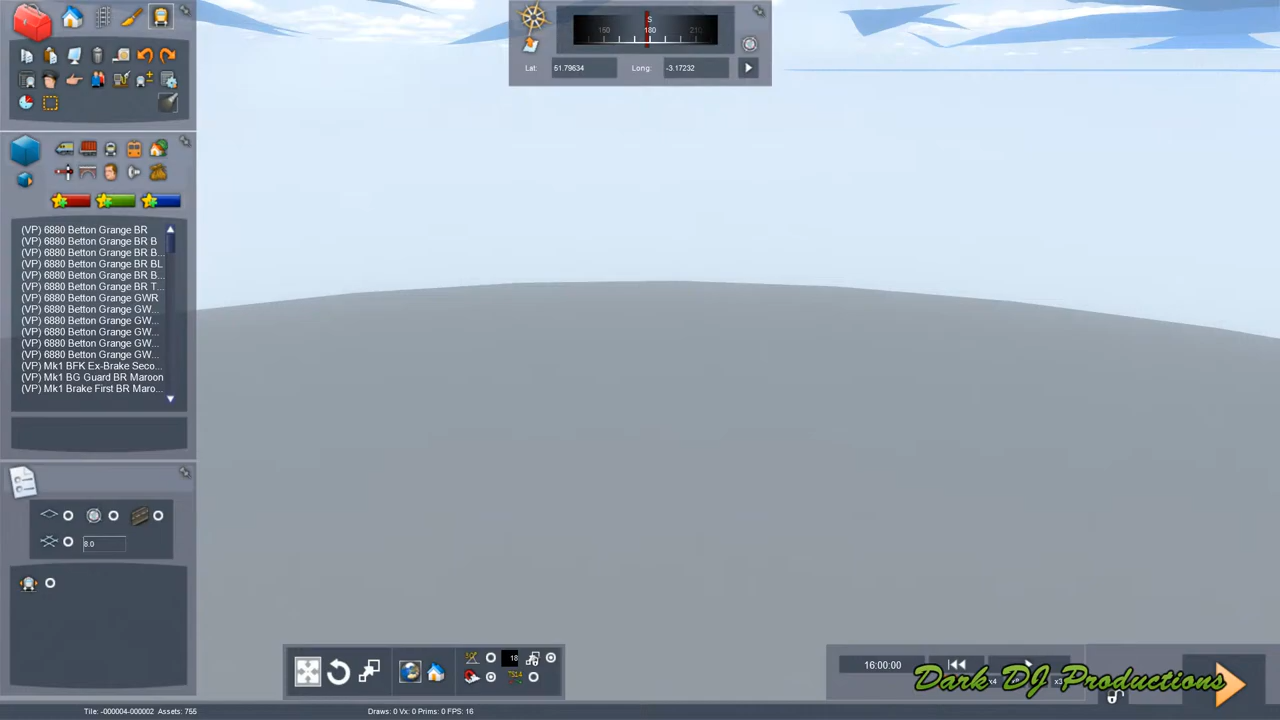 S
150 180 210
Lat: 51.79634 Long: -3.17232
(VP) 6880 Betton Grange BR
(VP) 6880 Betton Grange BR B
(VP) 6880 Betton Grange BR B...
(VP) 6880 Betton Grange BR BL
(VP) 6880 Betton Grange BR B...
(VP) 6880 Betton Grange BR T...
(VP) 6880 Betton Grange GWR
(VP) 6880 Betton Grange GW...
(VP) 6880 Betton Grange GW...
(VP) 6880 Betton Grange GW...
(VP) 6880 Betton Grange GW...
(VP) 6880 Betton Grange GW...
(VP) Mk1 BFK Ex-Brake Seco...
(VP) Mk1 BG Guard BR Maroon
(VP) Mk1 Brake First BR Maro...
8.0
18
TS14
16:00:00
x4
Dark DJ Productions
Tile: -000004-000002 Assets: 755
Draws: 0 Vx: 0 Prims: 0 FPS: 16